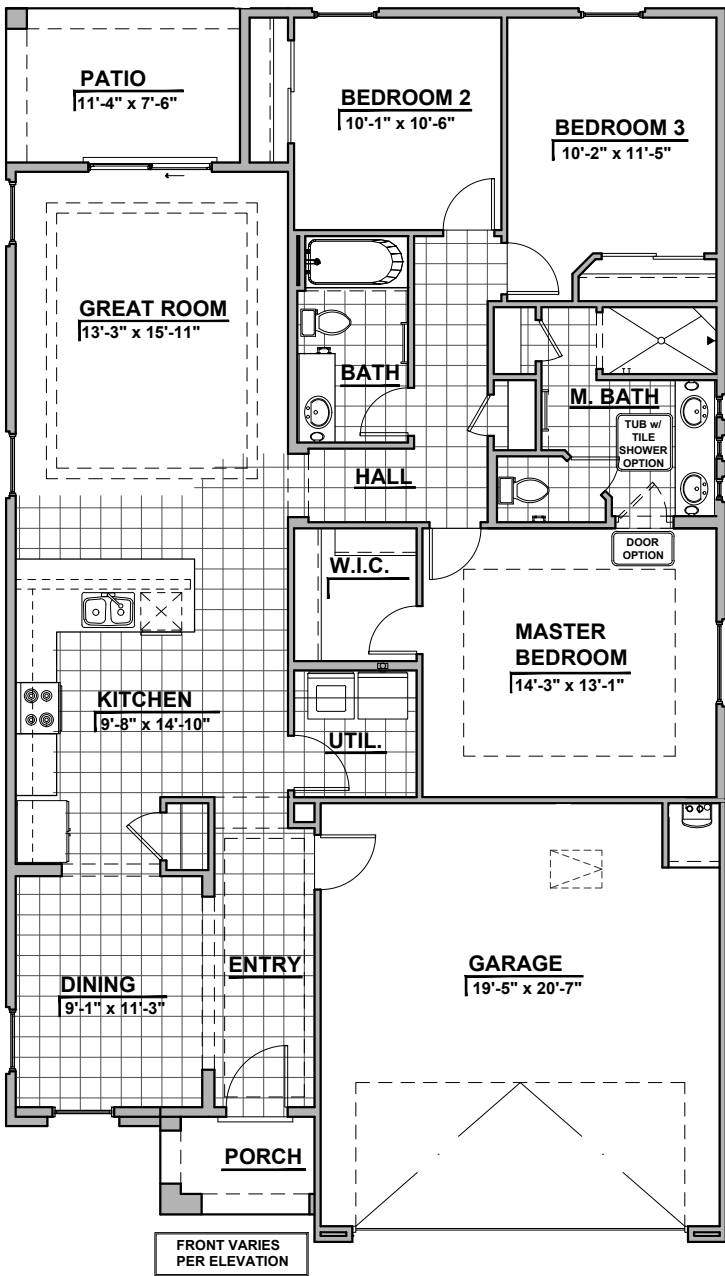 PATIO
11'-4" x 7'-6"
BEDROOM 2
10'-1" x 10'-6"
BEDROOM 3
10'-2" x 11'-5"
GREAT ROOM
13'-3" x 15'-11"
BATH
M. BATH
TUB w/
TILE
SHOWER
OPTION
HALL
DOOR
OPTION
W.I.C.
MASTER
BEDROOM
14'-3" x 13'-1"
KITCHEN
9'-8" x 14'-10"
UTIL.
ENTRY
GARAGE
19'-5" x 20'-7"
DINING
9'-1" x 11'-3"
PORCH
FRONT VARIES
PER ELEVATION